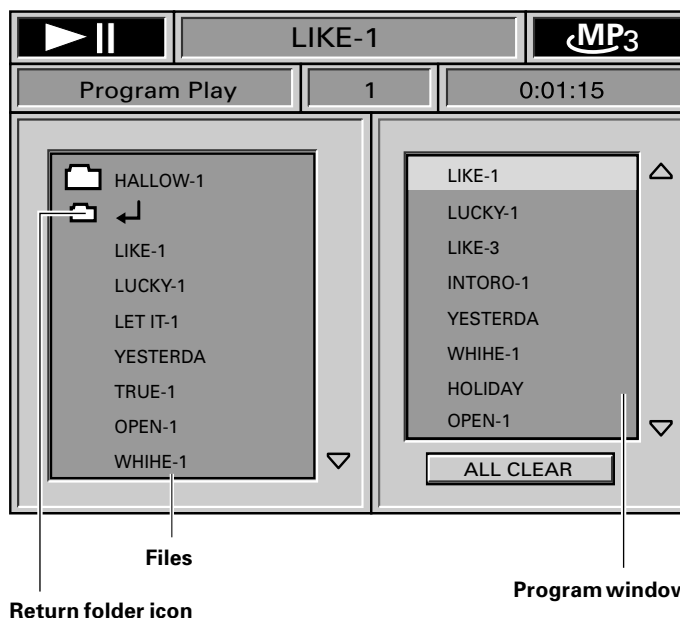 LIKE-1
MP3
Program Play
1
0:01:15
HALLOW-1
LIKE-1
LUCKY-1
LET IT-1
YESTERDA
TRUE-1
OPEN-1
WHIHE-1
LIKE-1
LUCKY-1
LIKE-3
INTORO-1
YESTERDA
WHIHE-1
HOLIDAY
OPEN-1
ALL CLEAR
Files
Program window
Return folder icon